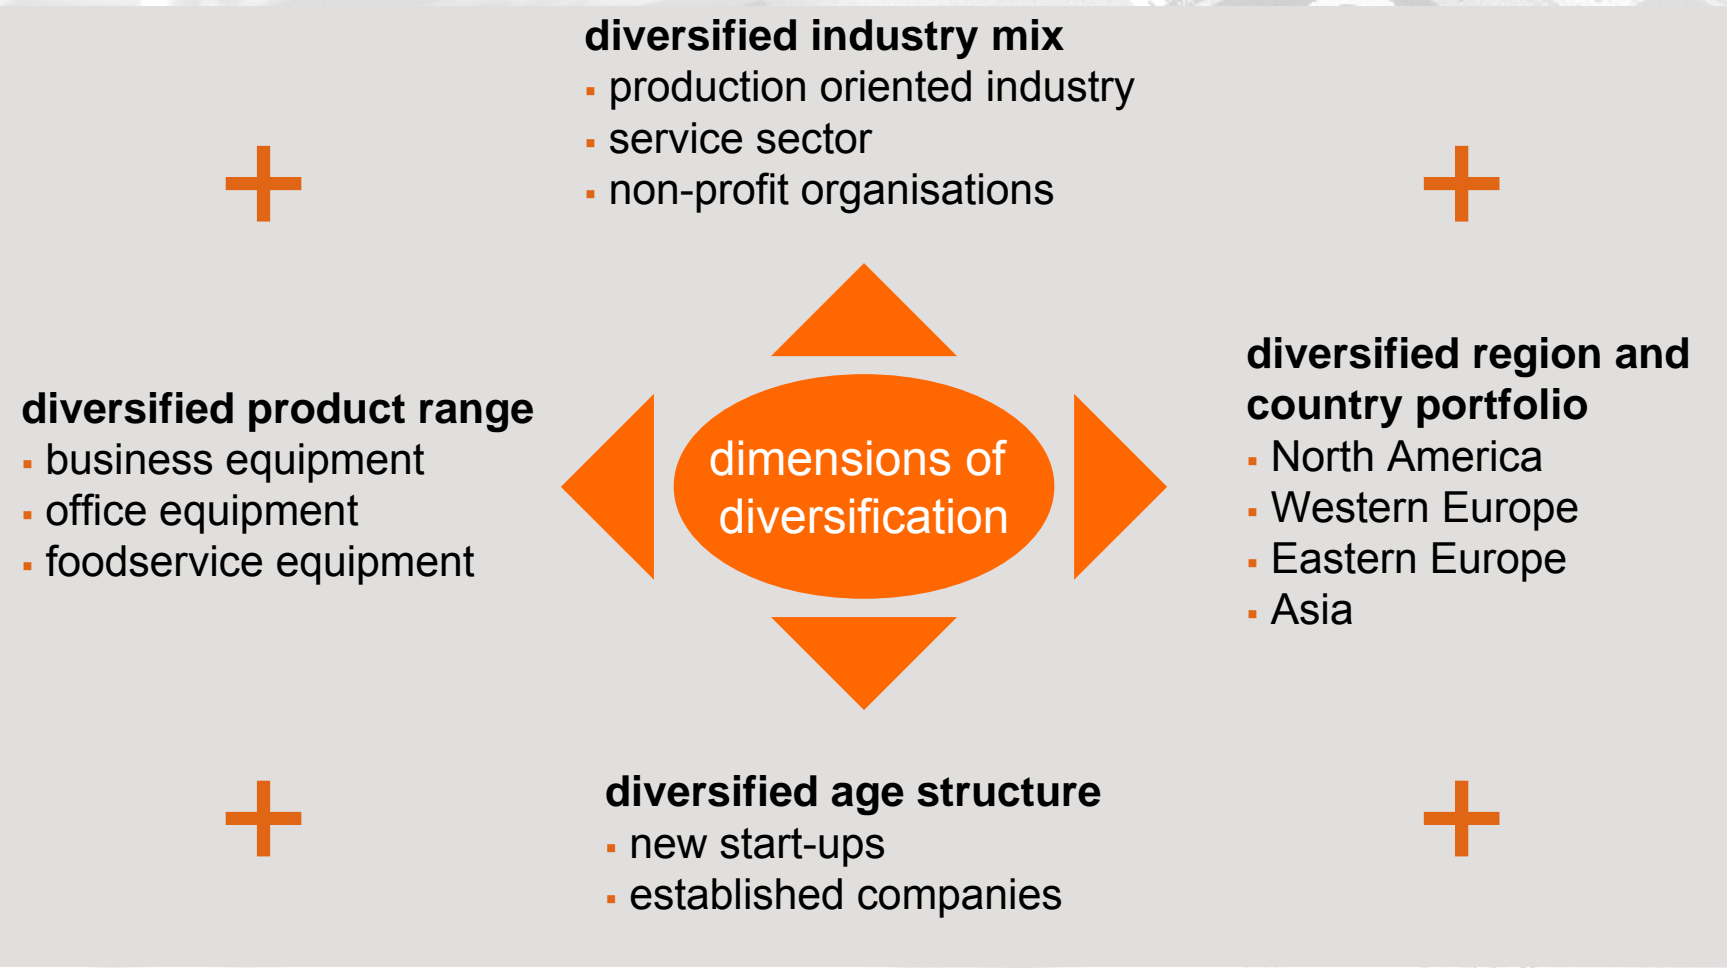 diversified industry mix
▪ production oriented industry
▪ service sector
▪ non-profit organisations
+
+
diversified product range
▪ business equipment
▪ office equipment
▪ foodservice equipment
dimensions of
diversification
diversified region and
country portfolio
▪ North America
▪ Western Europe
▪ Eastern Europe
▪ Asia
+
+
diversified age structure
▪ new start-ups
▪ established companies